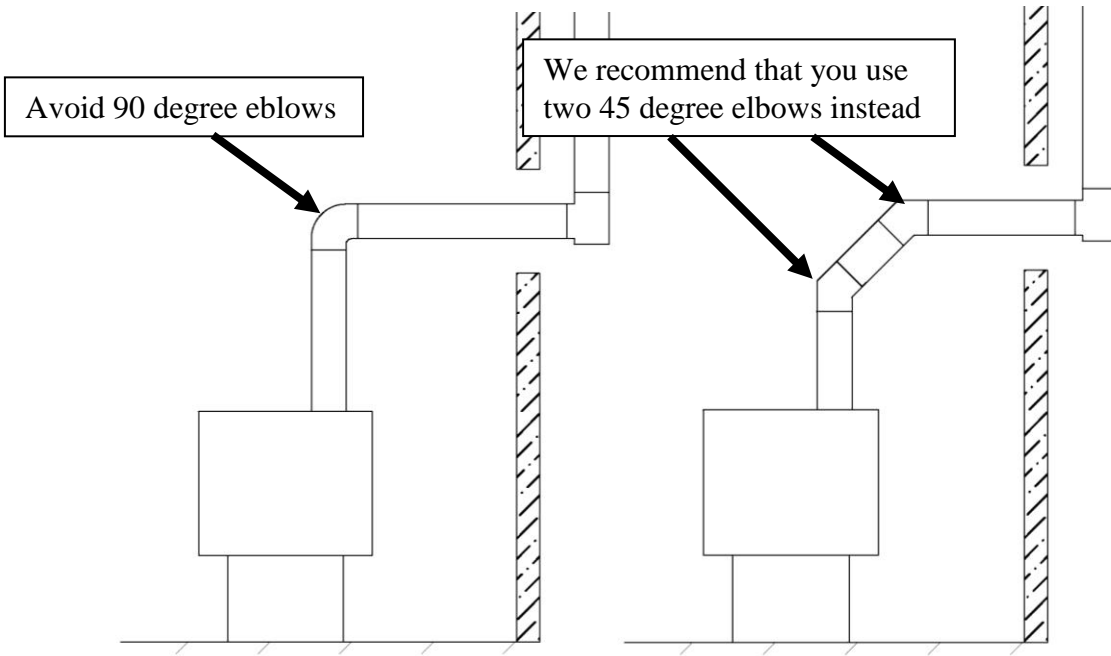 Avoid 90 degree eblows
We recommend that you use
two 45 degree elbows instead